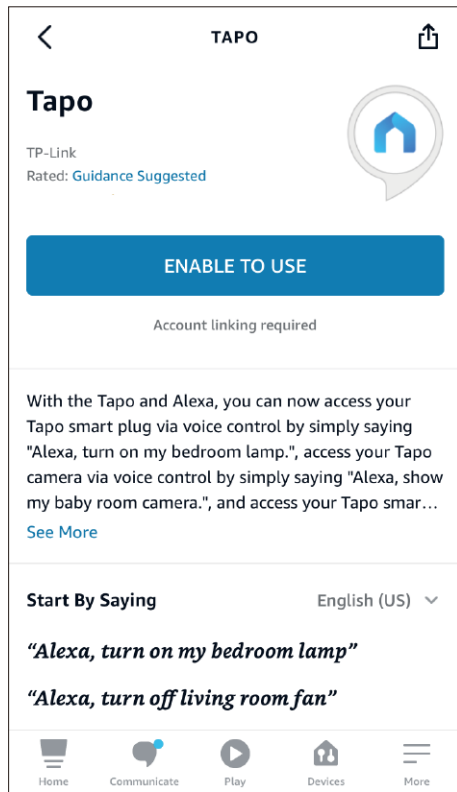 TAPO
Tapo
TP-Link
Rated: Guidance Suggested
ENABLE TO USE
Account linking required
With the Tapo and Alexa, you can now access your
Tapo smart plug via voice control by simply saying
"Alexa, turn on my bedroom lamp.", access your Tapo
camera via voice control by simply saying "Alexa, show
my baby room camera.", and access your Tapo smar...
See More
Start By Saying English (US)
“Alexa, turn on my bedroom lamp”
“Alexa, turn off living room fan”
Home Communicate Play Devices More